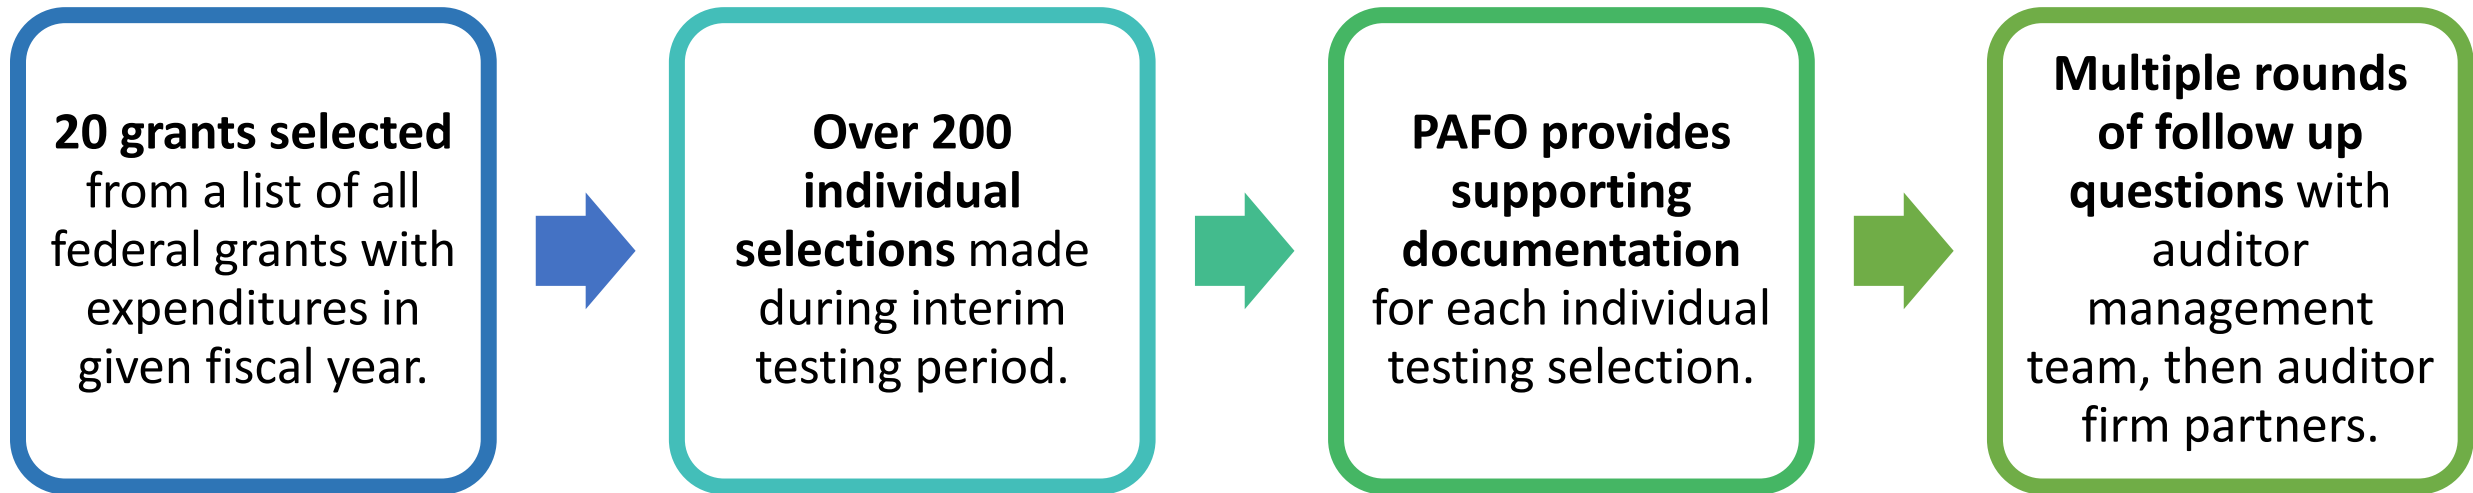 20 grants selected
from a list of all
federal grants with
expenditures in
given fiscal year.
Over 200
individual
selections made
during interim
testing period.
PAFO provides
supporting
documentation
for each individual
testing selection.
Multiple rounds
of follow up
questions with
auditor
management
team, then auditor
firm partners.